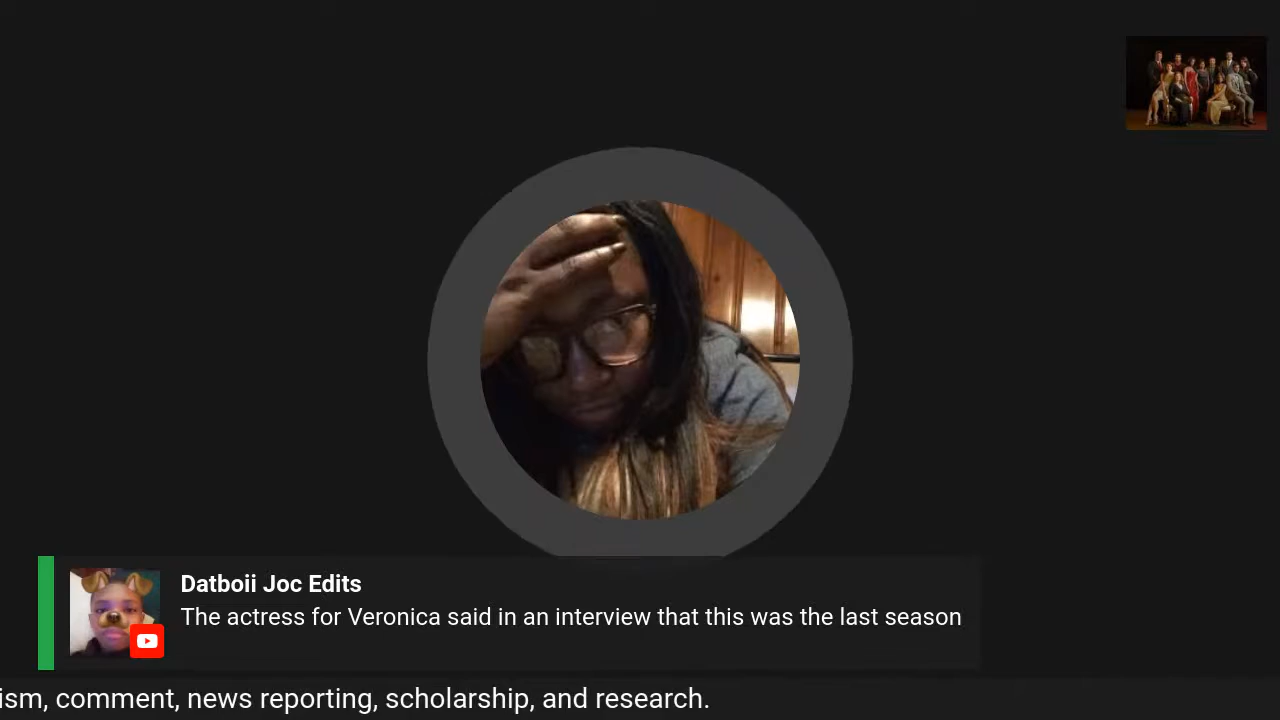 Datboii Joc Edits
The actress for Veronica said in an interview that this was the last season
ism, comment, news reporting, scholarship, and research.